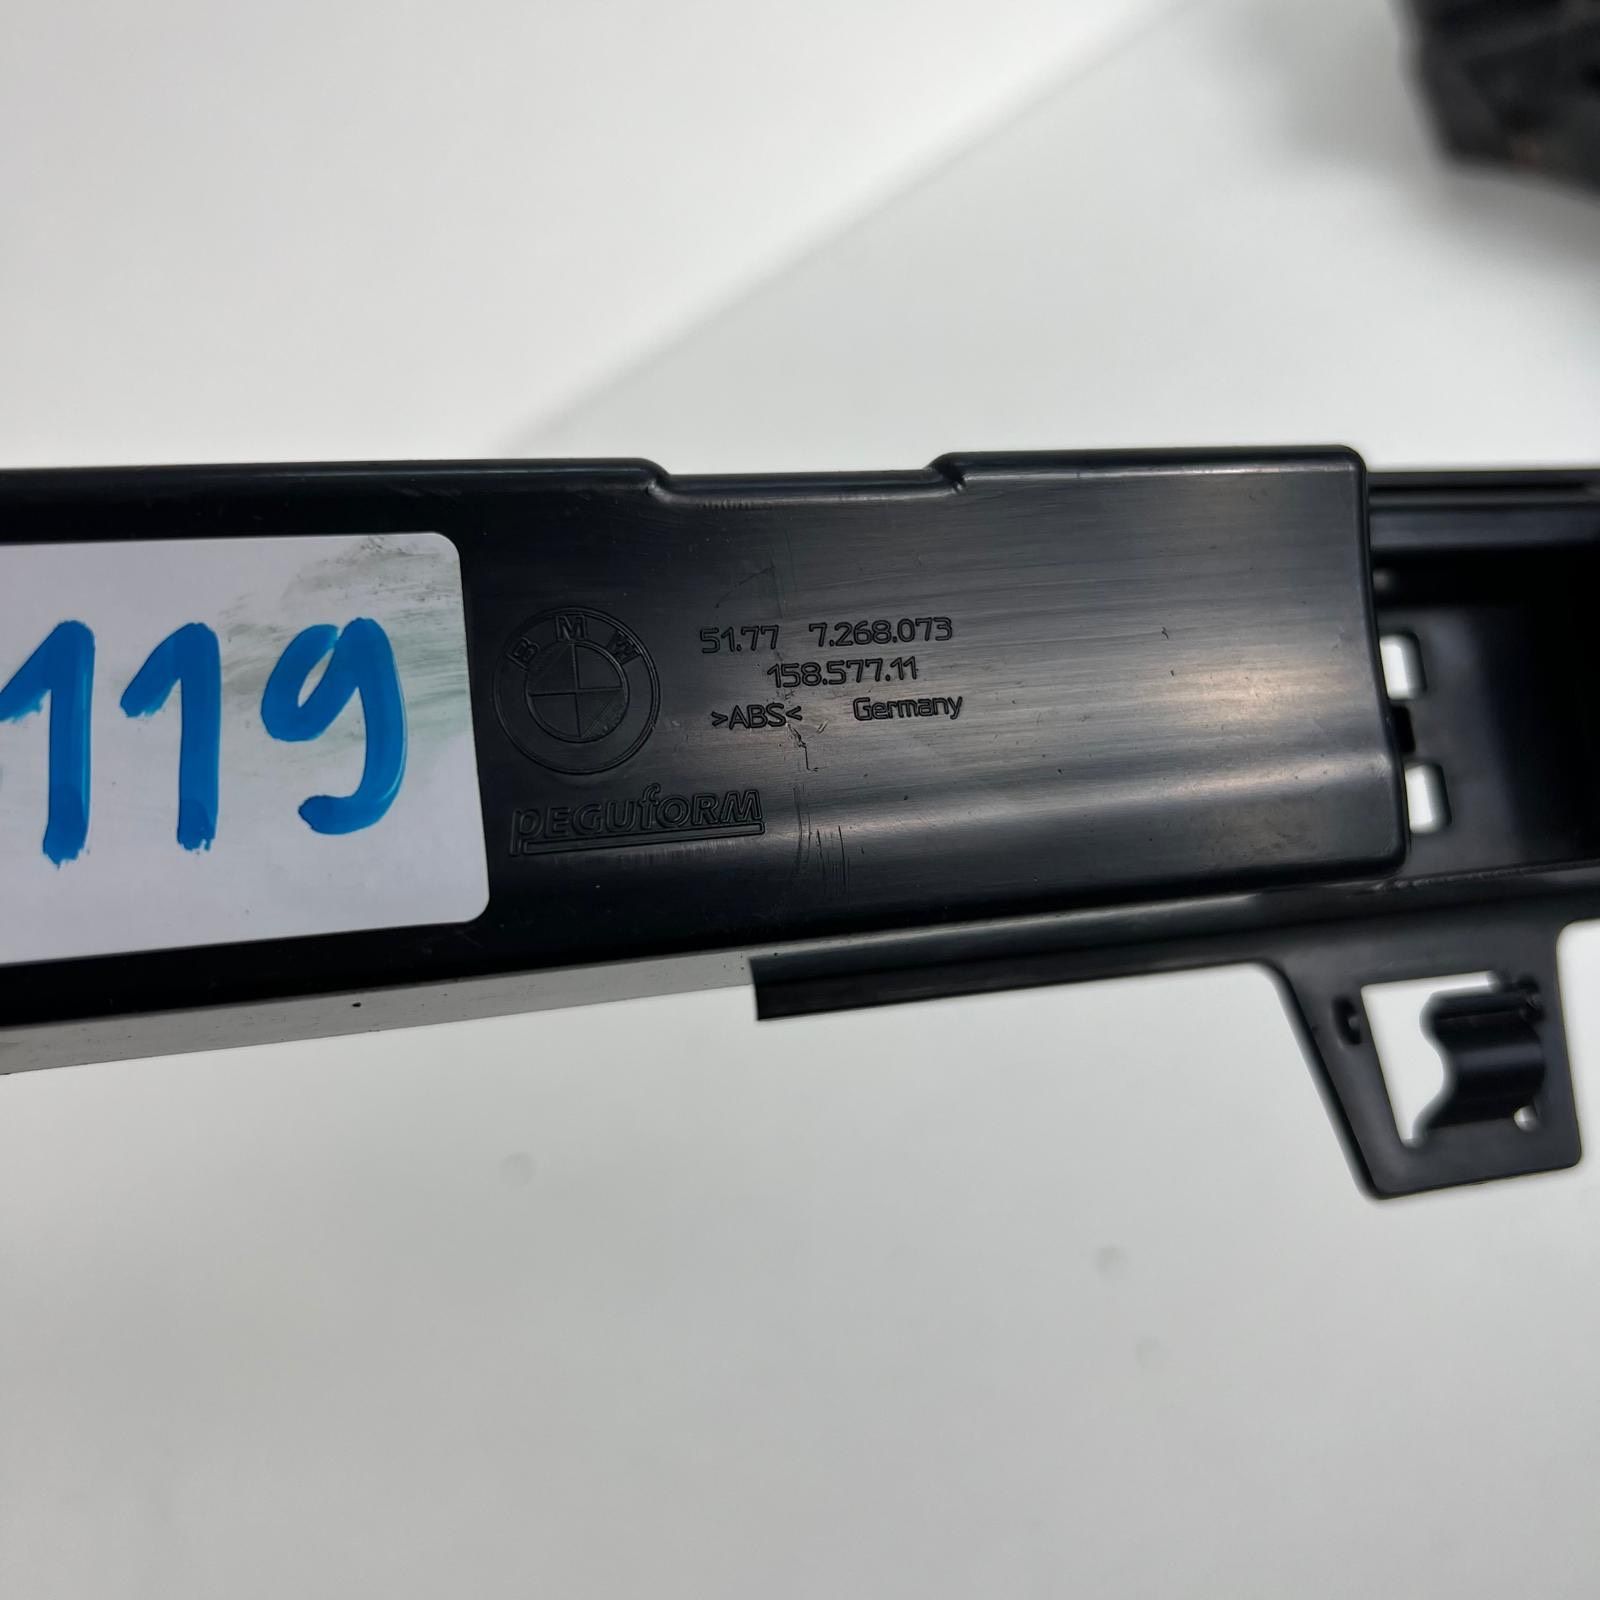 119
BMW
51.77 7.268.073
158.577.11
>ABS< Germany
peguform